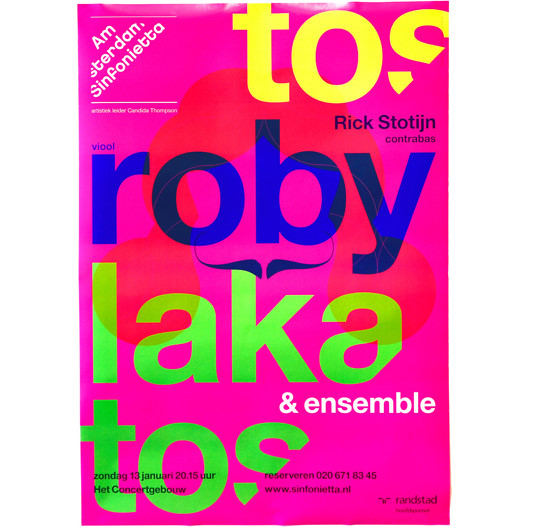 tos
Am
sterdam
Sinfonietta
artistiek leider Candida Thompson
Rick Stotijn
contrabas
viool
roby
laka
& ensemble
tos
zondag 13 januari 20.15 uur
Het Concertgebouw
reserveren 020 671 83 45
www.sinfonietta.nl
randstad
hoofdsponsor